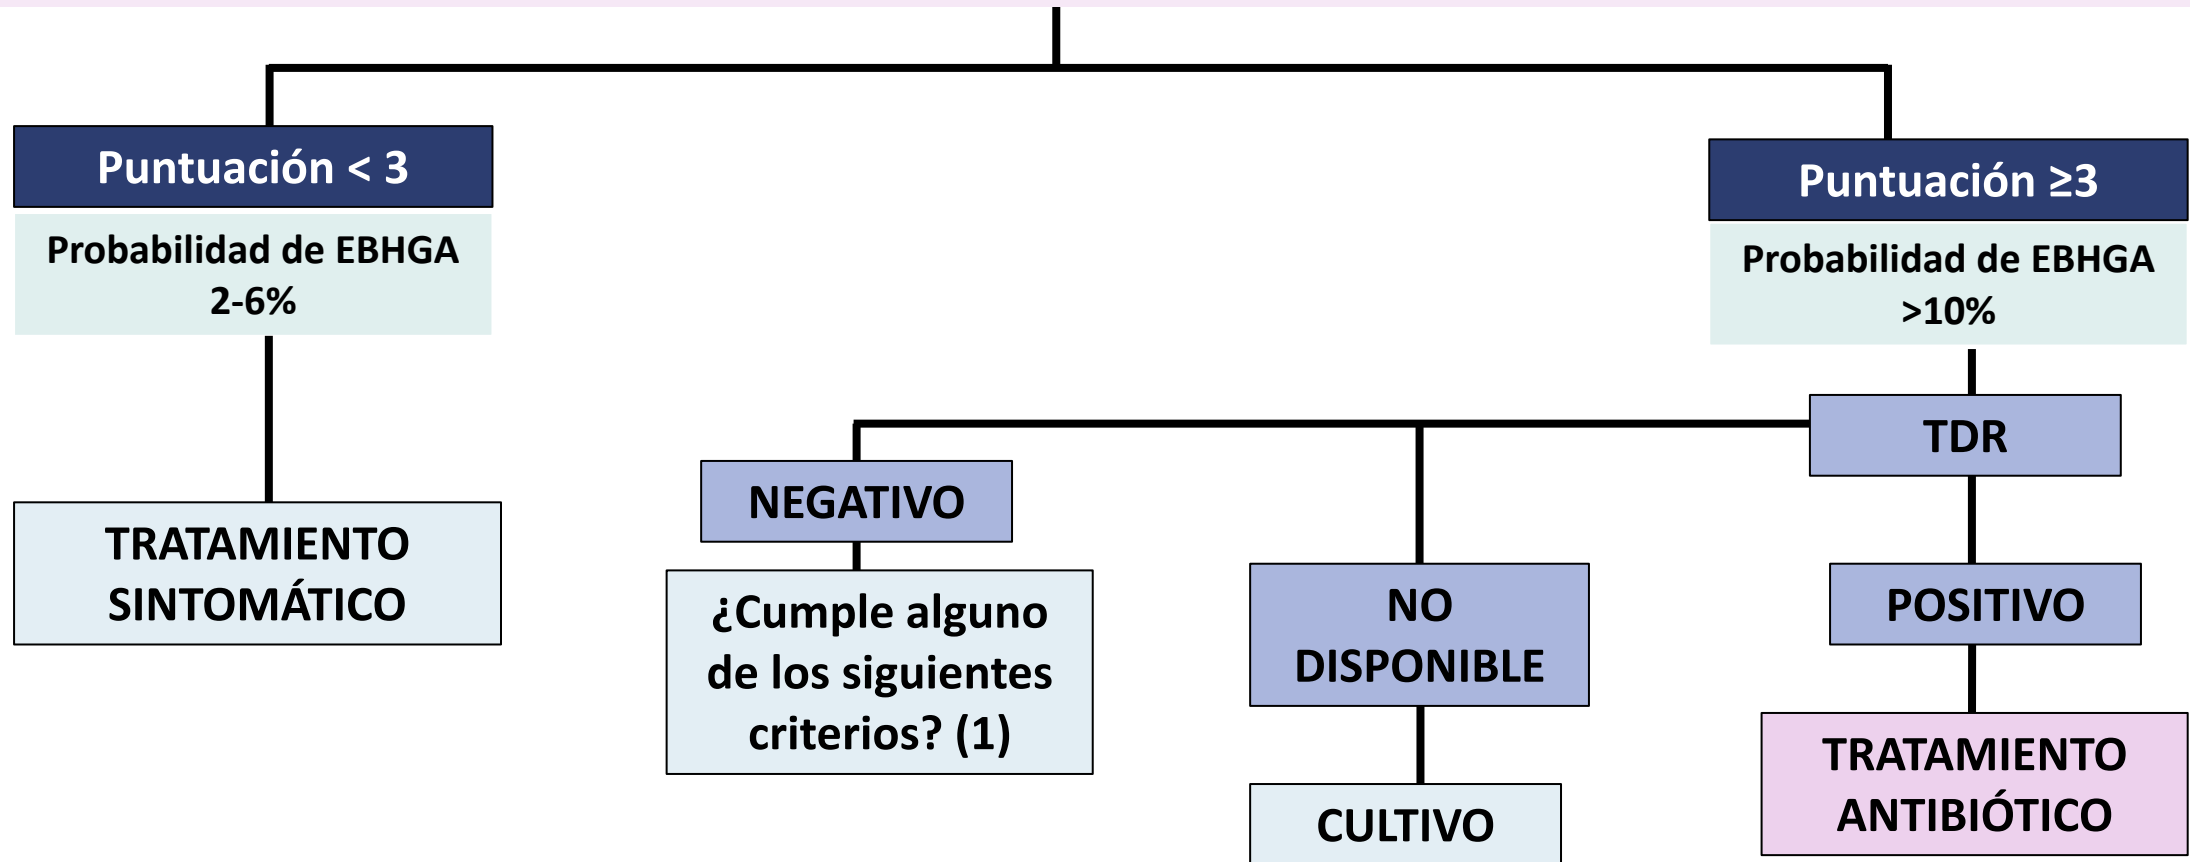 Puntuación < 3
Probabilidad de EBHGA
2-6%
TRATAMIENTO
SINTOMÁTICO
Puntuación ≥3
Probabilidad de EBHGA
>10%
TDR
NEGATIVO
¿Cumple alguno
de los siguientes
criterios? (1)
NO
DISPONIBLE
CULTIVO
POSITIVO
TRATAMIENTO
ANTIBIÓTICO